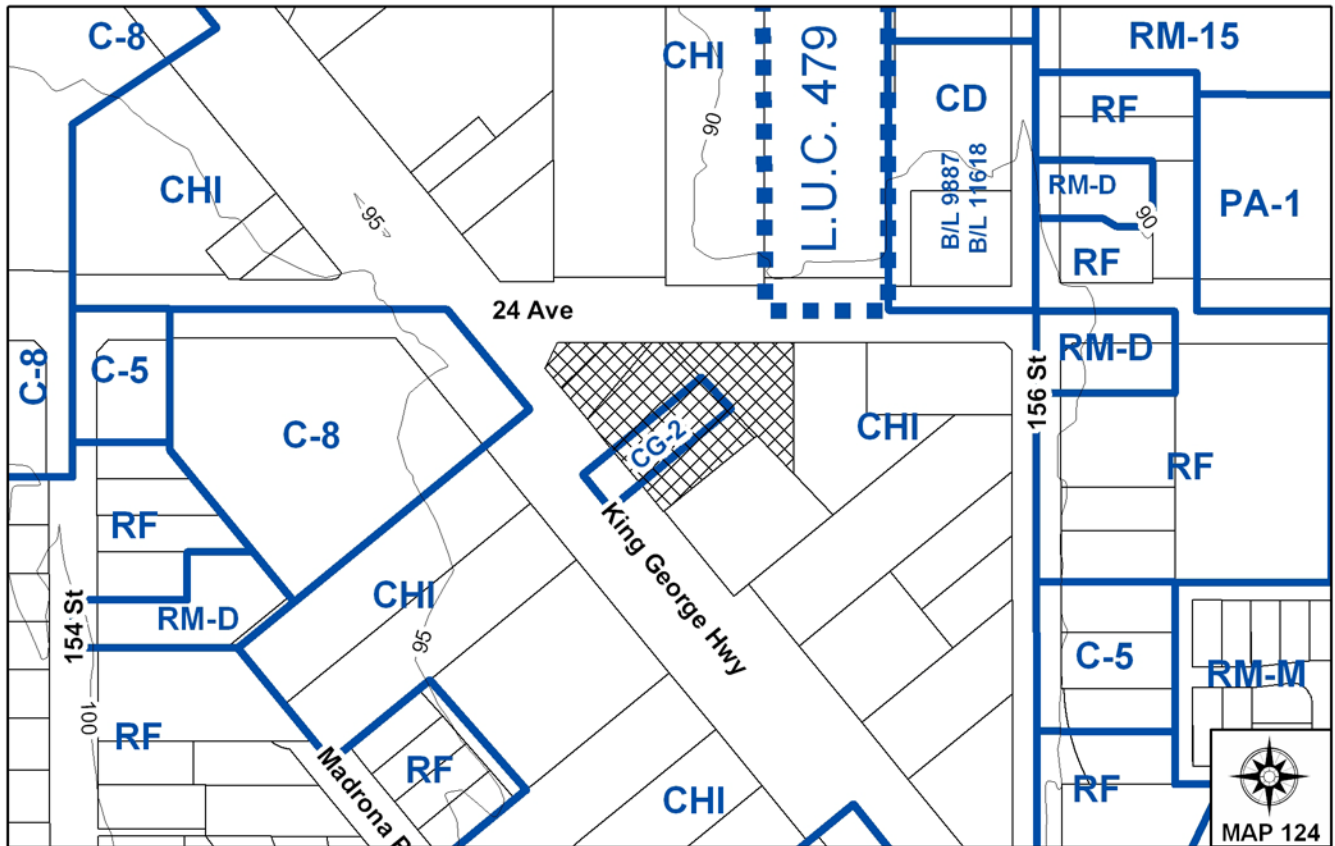 C-8
CHI
L.U.C. 479
RM-15
90
CD
RF
B/L 9887
B/L 11618
RM-D
CHI
PA-1
95
90
RF
24 Ave
C-8
C-5
RM-D
156 St
C-8
CG-2
CHI
RF
RF
King George Hwy
154 St
RM-D
CHI
95
C-5
RM-M
100
RF
Madrona
RF
CHI
RF
MAP 124